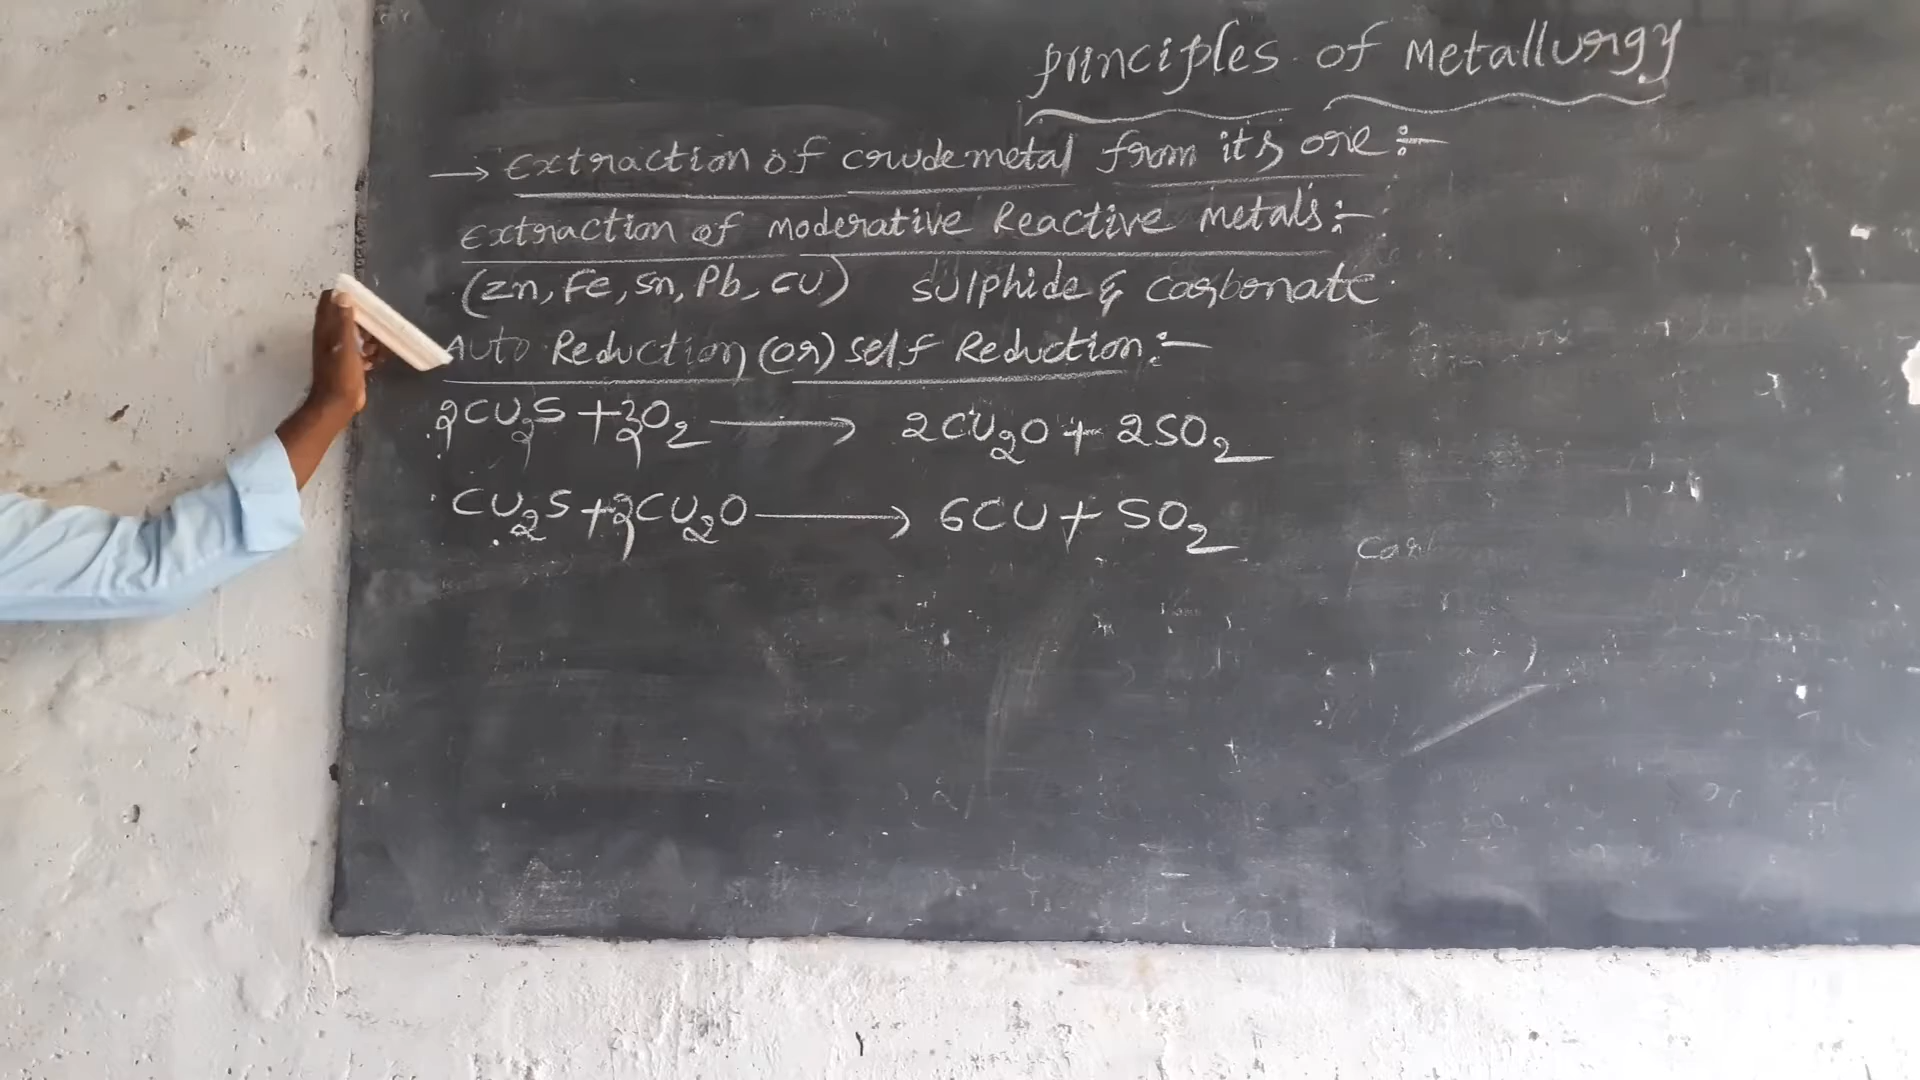 Principles of Metallurgy
→ Extraction of crude metal from its ore :-
Extraction of Moderative Reactive Metals :-
(Zn, Fe, Sn, Pb, Cu) Sulphide & Carbonate
Auto Reduction (or) Self Reduction :-
2CU₂S + 3O₂ ⟶ 2CU₂O + 2SO₂
CU₂S + 2CU₂O ⟶ 6CU + SO₂